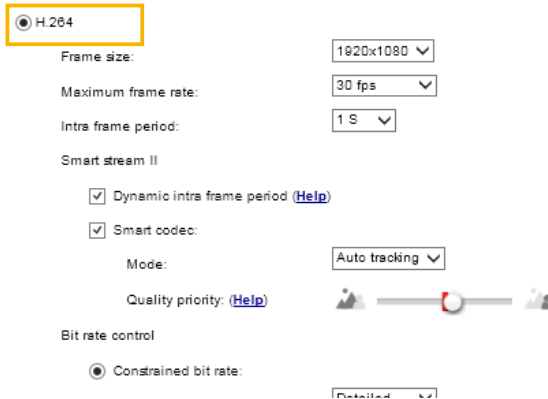 H.264
Frame size: 1920x1080
Maximum frame rate: 30 fps
Intra frame period: 1 S
Smart stream II
Dynamic intra frame period (Help)
Smart codec:
Mode: Auto tracking
Quality priority: (Help)
Bit rate control
Constrained bit rate:
Detailed